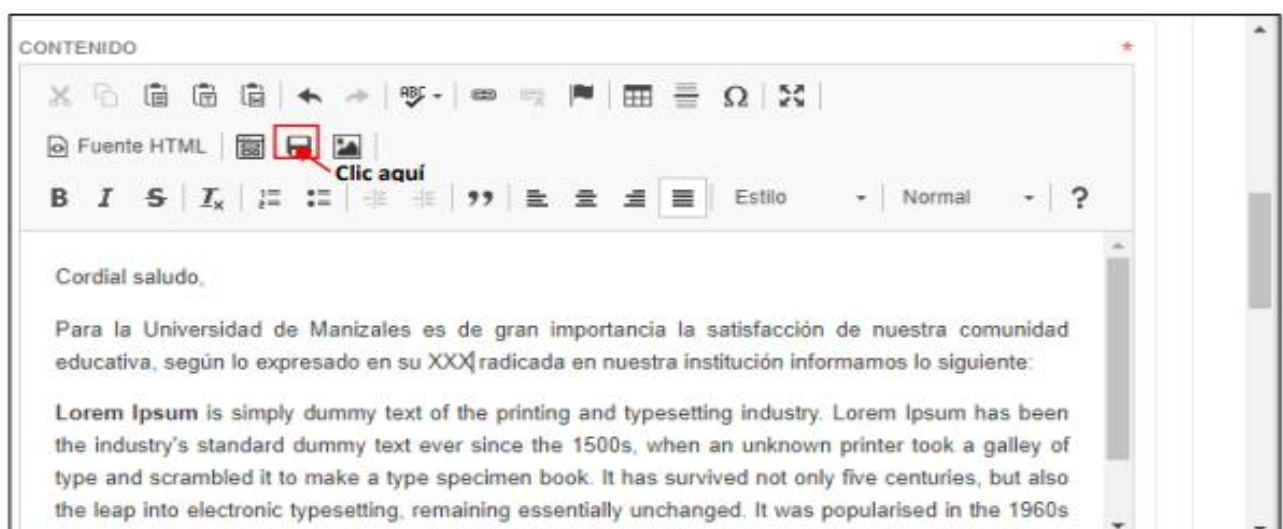 CONTENIDO *
ABC
Ω
Fuente HTML
Clic aquí
B I S Ix Estilo Normal ?
Cordial saludo,
Para la Universidad de Manizales es de gran importancia la satisfacción de nuestra comunidad
educativa, según lo expresado en su XXX radicada en nuestra institución informamos lo siguiente:
Lorem Ipsum is simply dummy text of the printing and typesetting industry. Lorem Ipsum has been
the industry's standard dummy text ever since the 1500s, when an unknown printer took a galley of
type and scrambled it to make a type specimen book. It has survived not only five centuries, but also
the leap into electronic typesetting, remaining essentially unchanged. It was popularised in the 1960s